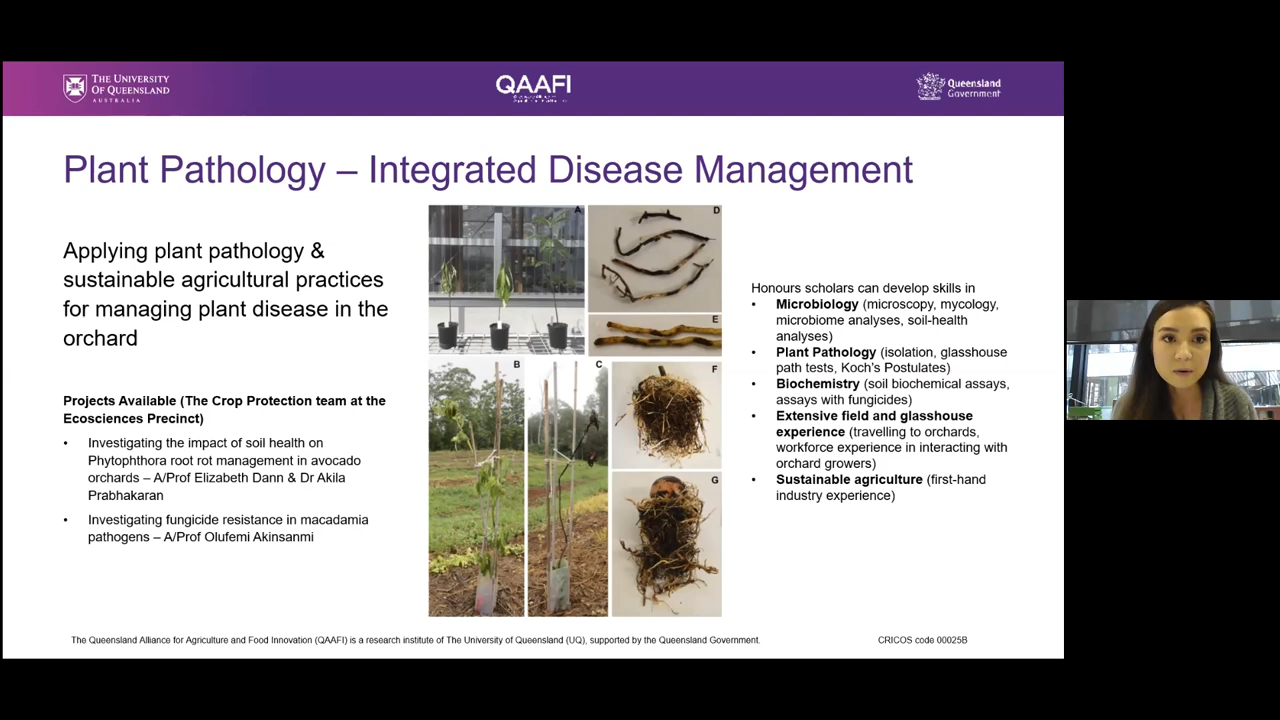 THE UNIVERSITY
OF QUEENSLAND
AUSTRALIA
QAAFI
Queensland
Government
Plant Pathology – Integrated Disease Management
Applying plant pathology &
sustainable agricultural practices
for managing plant disease in the
orchard
Projects Available (The Crop Protection team at the
Ecosciences Precinct)
• Investigating the impact of soil health on
Phytophthora root rot management in avocado
orchards – A/Prof Elizabeth Dann & Dr Akila
Prabhakaran
• Investigating fungicide resistance in macadamia
pathogens – A/Prof Olufemi Akinsanmi
A
D
E
B
C
F
G
Honours scholars can develop skills in
• Microbiology (microscopy, mycology,
microbiome analyses, soil-health
analyses)
• Plant Pathology (isolation, glasshouse
path tests, Koch's Postulates)
• Biochemistry (soil biochemical assays,
assays with fungicides)
• Extensive field and glasshouse
experience (travelling to orchards,
workforce experience in interacting with
orchard growers)
• Sustainable agriculture (first-hand
industry experience)
The Queensland Alliance for Agriculture and Food Innovation (QAAFI) is a research institute of The University of Queensland (UQ), supported by the Queensland Government.
CRICOS code 00025B